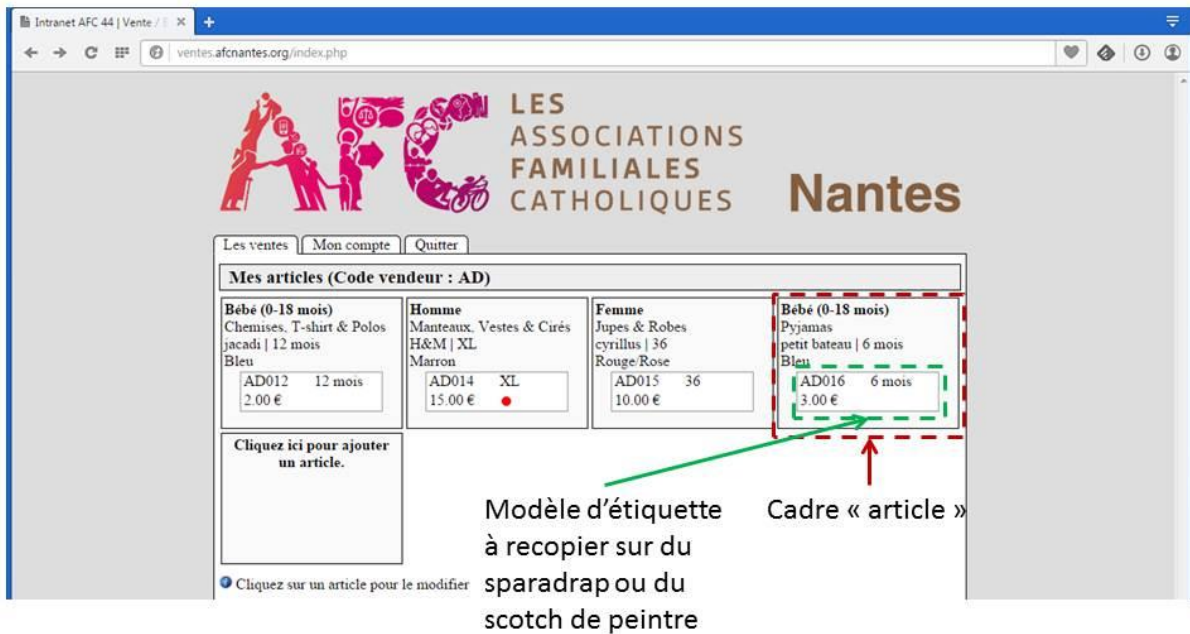 Intranet AFC 44 | Vente /
ventes.afcnantes.org/index.php
AFC
LES
ASSOCIATIONS
FAMILIALES
CATHOLIQUES
Nantes
Les ventes
Mon compte
Quitter
Mes articles (Code vendeur : AD)
Bébé (0-18 mois)
Chemises, T-shirt & Polos
jacadi | 12 mois
Bleu
AD012 12 mois
2.00 €
Homme
Manteaux, Vestes & Cirés
H&M | XL
Marron
AD014 XL
15.00 €
Femme
Jupes & Robes
cyrillus | 36
Rouge/Rose
AD015 36
10.00 €
Bébé (0-18 mois)
Pyjamas
petit bateau | 6 mois
Bleu
AD016 6 mois
3.00 €
Cliquez ici pour ajouter
un article.
Modèle d'étiquette
à recopier sur du
sparadrap ou du
scotch de peintre
Cadre « article »
Cliquez sur un article pour le modifier